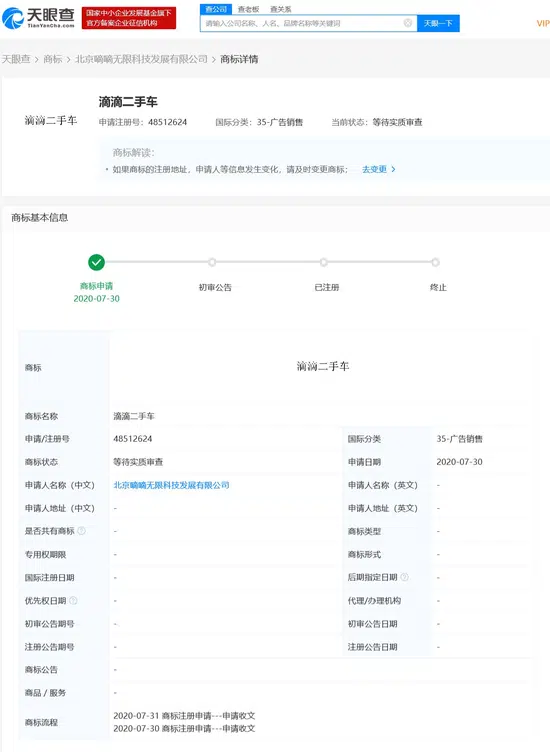 天眼查
TianYanCha.com
国家中小企业发展基金旗下
官方备案企业征信机构
查公司 查老板 查关系
请输入公司名称、人名、品牌名称等关键词 天眼一下
VIP
天眼查 > 商标 > 北京嘀嘀无限科技发展有限公司 > 商标详情
滴滴二手车
滴滴二手车
申请注册号：48512624 国际分类：35-广告销售 当前状态：等待实质审查
商标解读：
• 如果商标的注册地址，申请人等信息发生变化，请及时变更商标； 去变更 >
商标基本信息
商标申请 初审公告 已注册 终止
2020-07-30
商标 滴滴二手车
商标名称 滴滴二手车
申请/注册号 48512624 国际分类 35-广告销售
商标状态 等待实质审查 申请日期 2020-07-30
申请人名称（中文） 北京嘀嘀无限科技发展有限公司 申请人名称（英文） -
申请人地址（中文） - 申请人地址（英文） -
是否共有商标 ? - 商标类型 -
专用权期限 - 商标形式 -
国际注册日期 - 后期指定日期 ? -
优先权日期 ? - 代理/办理机构 -
初审公告期号 - 初审公告日期 -
注册公告期号 - 注册公告日期 -
商标公告 -
商品 / 服务 -
商标流程 2020-07-31 商标注册申请---申请收文
2020-07-30 商标注册申请---申请收文